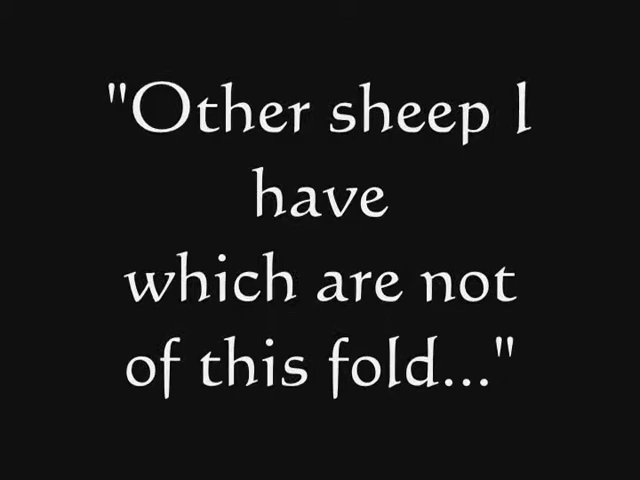 "Other sheep I
have
which are not
of this fold..."